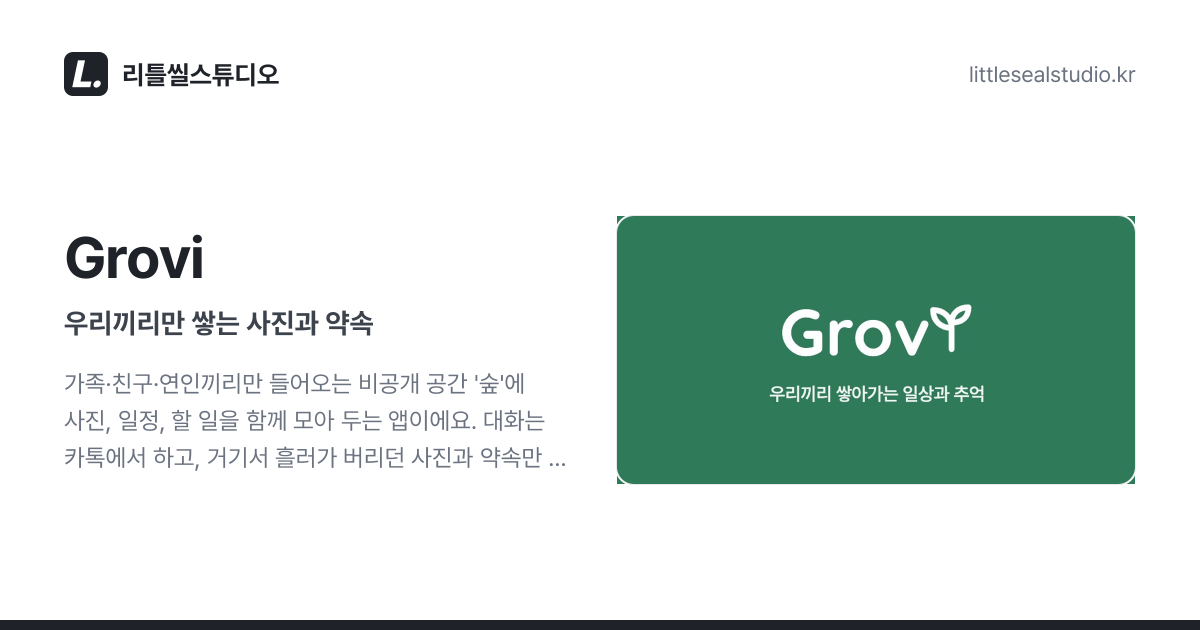 L. 리틀씰스튜디오
littlesealstudio.kr
Grovi
우리끼리만 쌓는 사진과 약속
가족·친구·연인끼리만 들어오는 비공개 공간 '숲'에
사진, 일정, 할 일을 함께 모아 두는 앱이에요. 대화는
카톡에서 하고, 거기서 흘러가 버리던 사진과 약속만 ...
Grovi
우리끼리 쌓아가는 일상과 추억